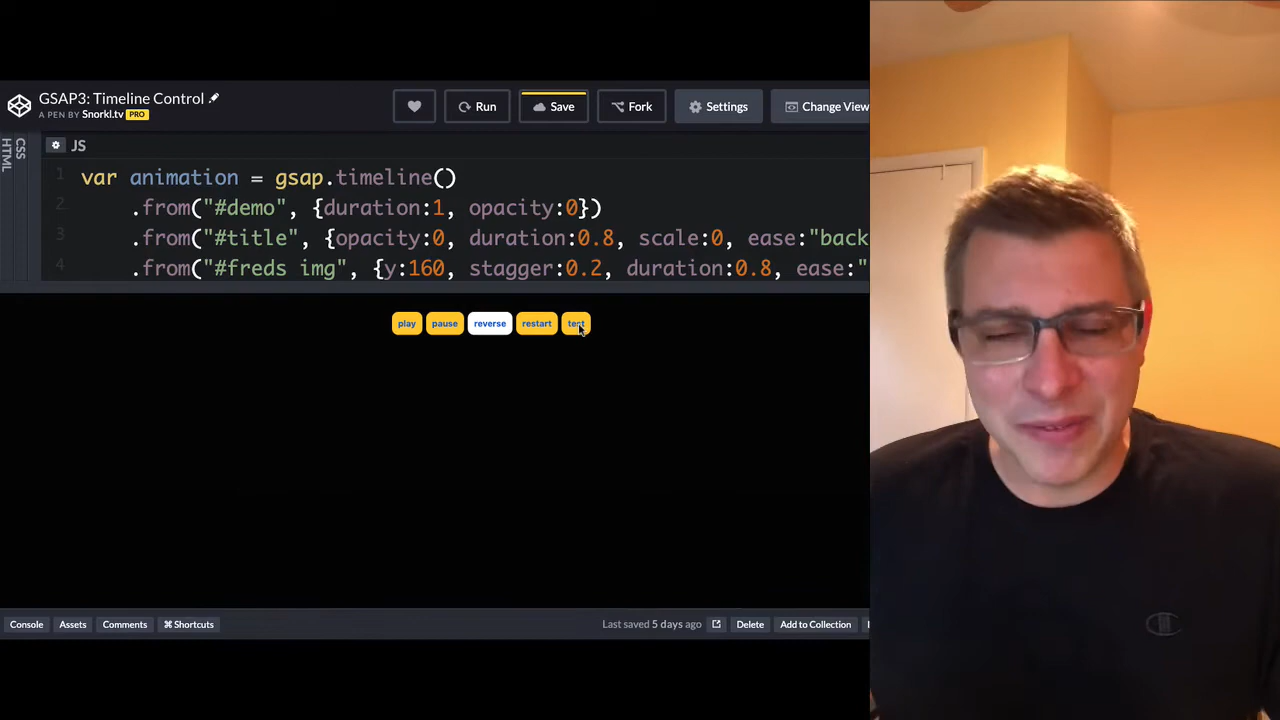 GSAP3: Timeline Control
A PEN BY Snorkl.tv PRO
Run
Save
Fork
Settings
Change View
HTML
CSS
JS
1 var animation = gsap.timeline()
2 .from("#demo", {duration:1, opacity:0})
3 .from("#title", {opacity:0, duration:0.8, scale:0, ease:"back
4 .from("#freds img", {y:160, stagger:0.2, duration:0.8, ease:"
play
pause
reverse
restart
test
Console
Assets
Comments
⌘ Shortcuts
Last saved 5 days ago
Delete
Add to Collection